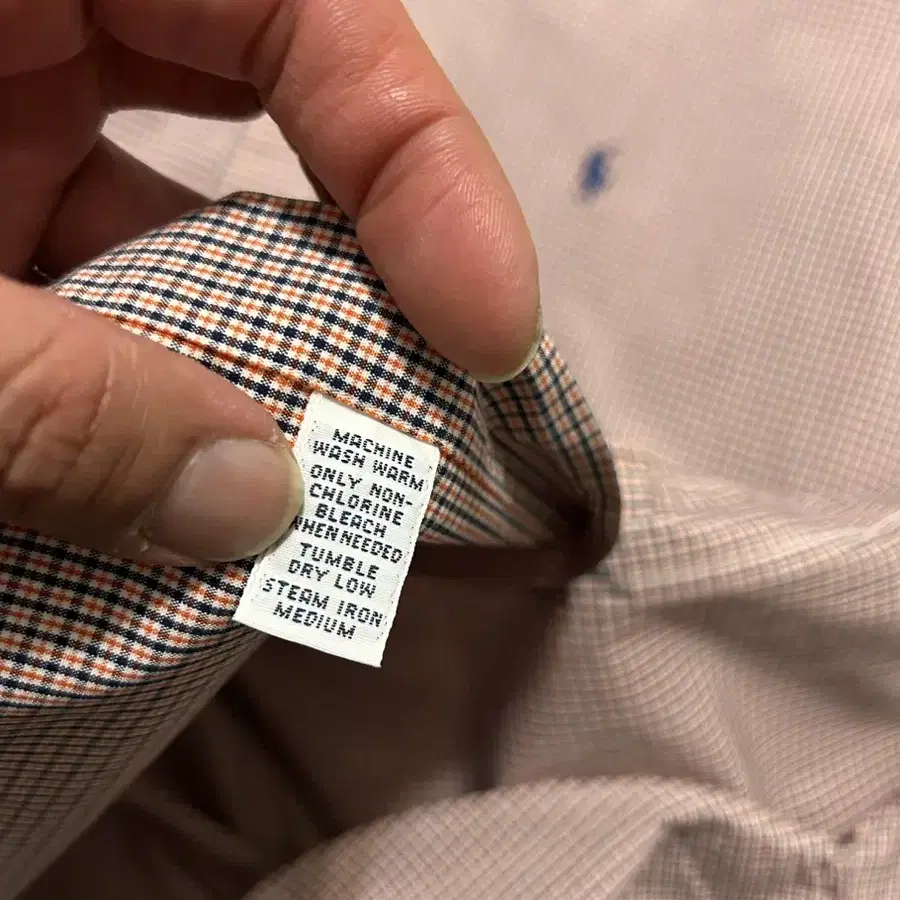 MACHINE
WASH WARM
ONLY NON-
CHLORINE
BLEACH
WHEN NEEDED
TUMBLE
DRY LOW
STEAM IRON
MEDIUM